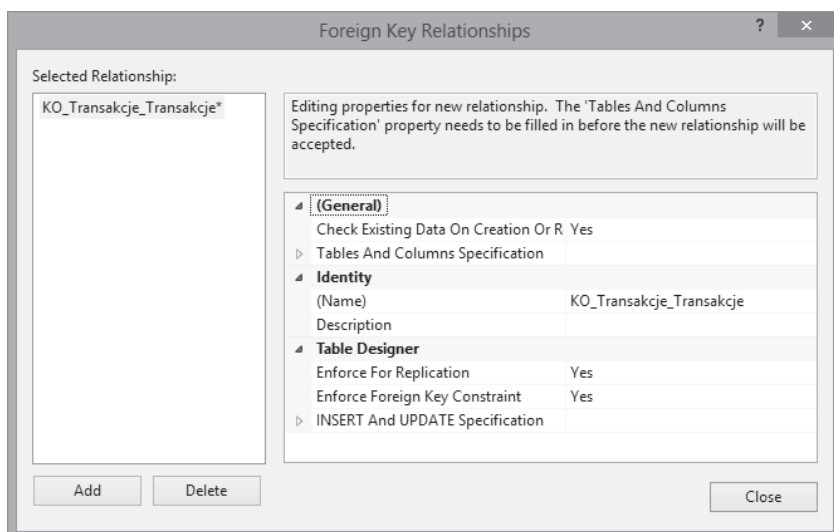 Foreign Key Relationships
?
×
Selected Relationship:
KO_Transakcje_Transakcje*
Editing properties for new relationship. The 'Tables And Columns
Specification' property needs to be filled in before the new relationship will be
accepted.
(General)
Check Existing Data On Creation Or R Yes
Tables And Columns Specification
Identity
(Name) KO_Transakcje_Transakcje
Description
Table Designer
Enforce For Replication Yes
Enforce Foreign Key Constraint Yes
INSERT And UPDATE Specification
Add Delete
Close